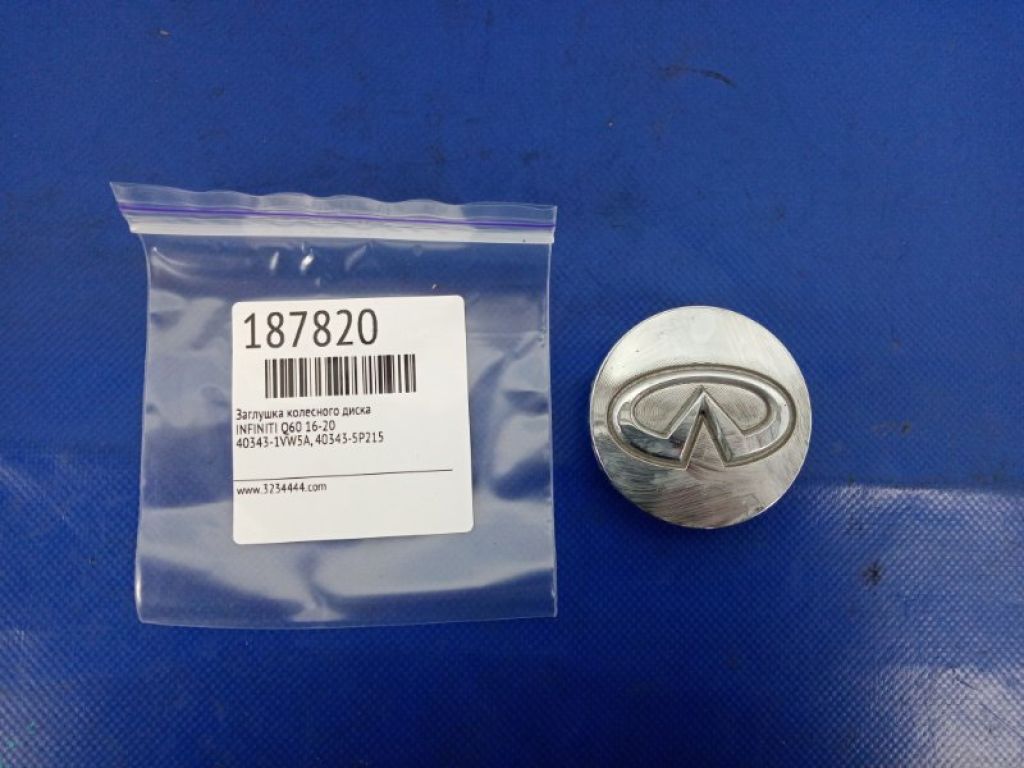 187820
Заглушка колесного диска
INFINITI Q60 16-20
40343-1VW5A, 40343-5P215
www.3234444.com